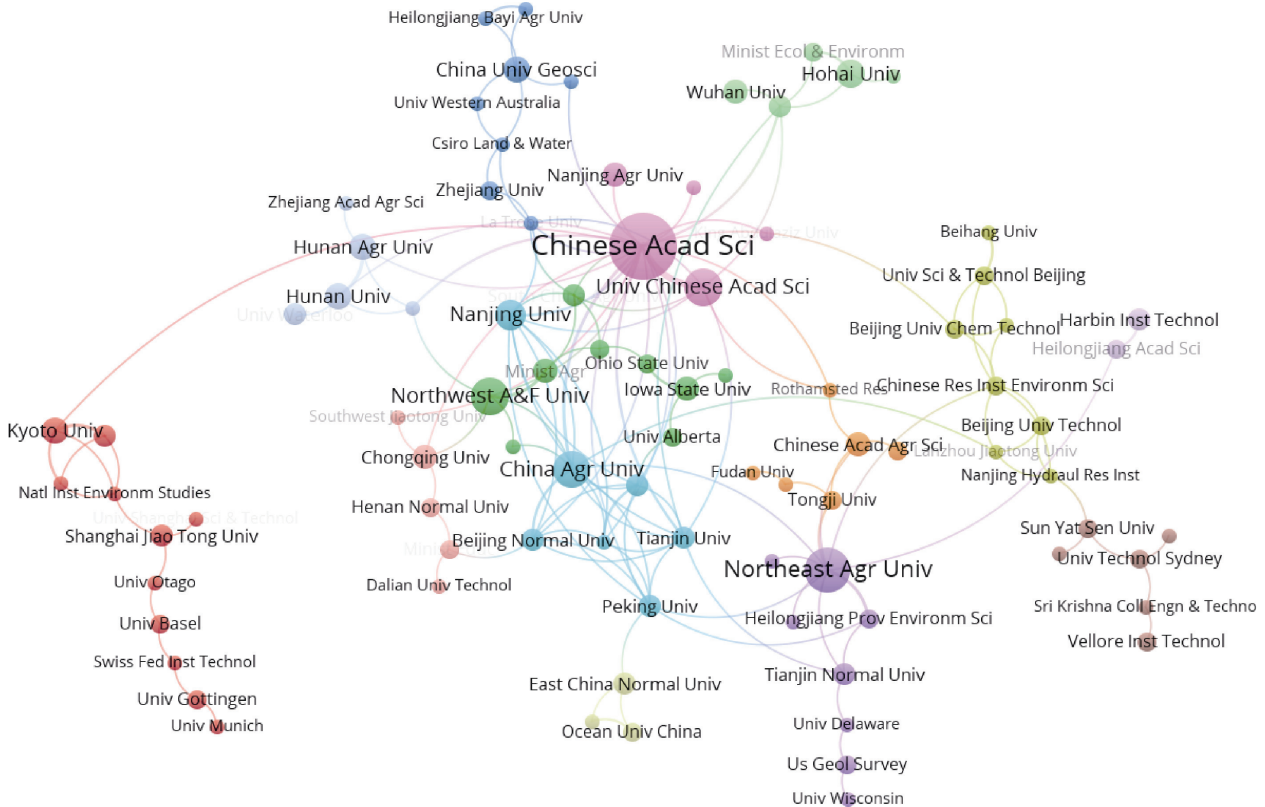 Heilongjiang Bayi Agr Univ
Minist Ecol & Environm
China Univ Geosci
Hohai Univ
Wuhan Univ
Univ Western Australia
Csiro Land & Water
Nanjing Agr Univ
Zhejiang Univ
Zhejiang Acad Agr Sci
La Trobe Univ
Beihang Univ
Hunan Agr Univ
Chinese Acad Sci
Univ Sci & Technol Beijing
Univ Chinese Acad Sci
Hunan Univ
Univ Waterloo
Nanjing Univ
Harbin Inst Technol
Beijing Univ Chem Technol
Heilongjiang Acad Sci
Ohio State Univ
Minist Agr
Chinese Res Inst Environm Sci
Rothamsted Res
Iowa State Univ
Northwest A&F Univ
Southwest Jiaotong Univ
Beijing Univ Technol
Kyoto Univ
Univ Alberta
Chinese Acad Agr Sci
Lanzhou Jiaotong Univ
Chongqing Univ
China Agr Univ
Fudan Univ
Nanjing Hydraul Res Inst
Natl Inst Environm Studies
Tongji Univ
Henan Normal Univ
Univ Shanghai Sci & Technol
Sun Yat Sen Univ
Shanghai Jiao Tong Univ
Beijing Normal Univ
Tianjin Univ
Univ Technol Sydney
Northeast Agr Univ
Univ Otago
Dalian Univ Technol
Peking Univ
Sri Krishna Coll Engn & Techno
Heilongjiang Prov Environm Sci
Univ Basel
Vellore Inst Technol
Swiss Fed Inst Technol
Tianjin Normal Univ
East China Normal Univ
Univ Gottingen
Univ Munich
Univ Delaware
Ocean Univ China
Us Geol Survey
Univ Wisconsin